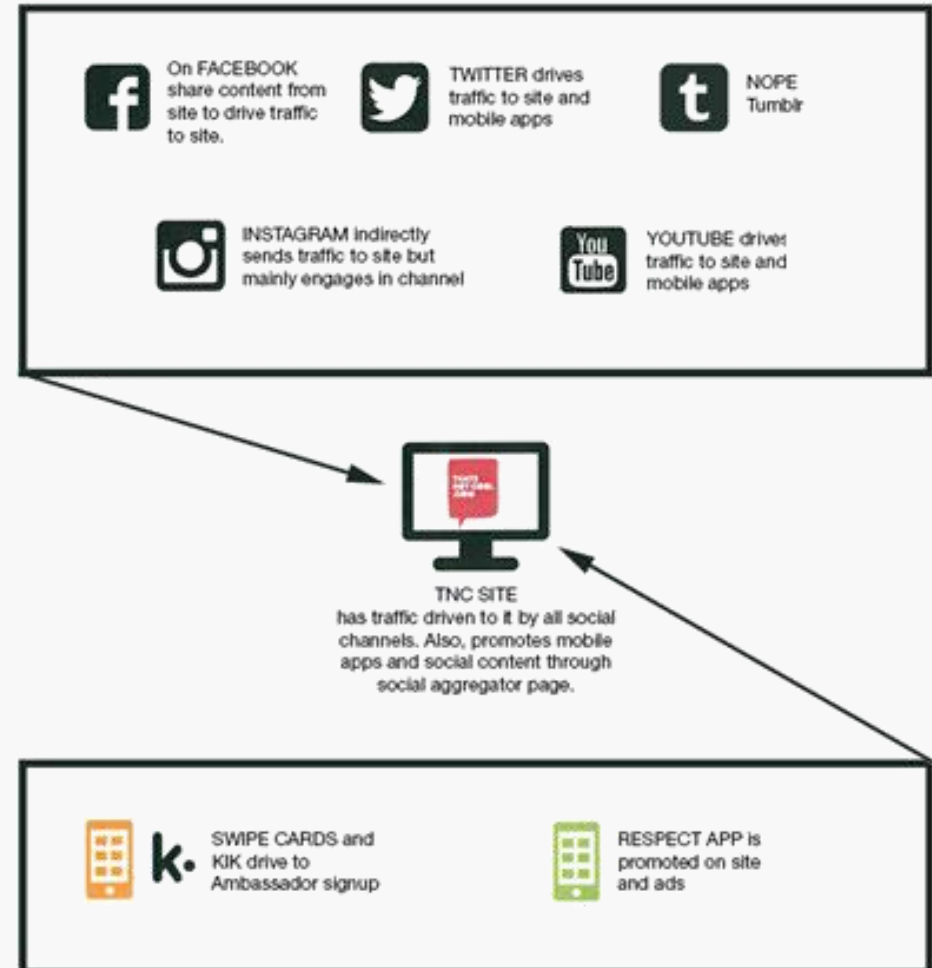 On FACEBOOK
share content from
site to drive traffic
to site.
TWITTER drives
traffic to site and
mobile apps
NOPE
Tumblr
INSTAGRAM indirectly
sends traffic to site but
mainly engages in channel
You
Tube
YOUTUBE drives
traffic to site and
mobile apps
THATS
NOT COOL
.COM
TNC SITE
has traffic driven to it by all social
channels. Also, promotes mobile
apps and social content through
social aggregator page.
k.
SWIPE CARDS and
KIK drive to
Ambassador signup
RESPECT APP is
promoted on site
and ads